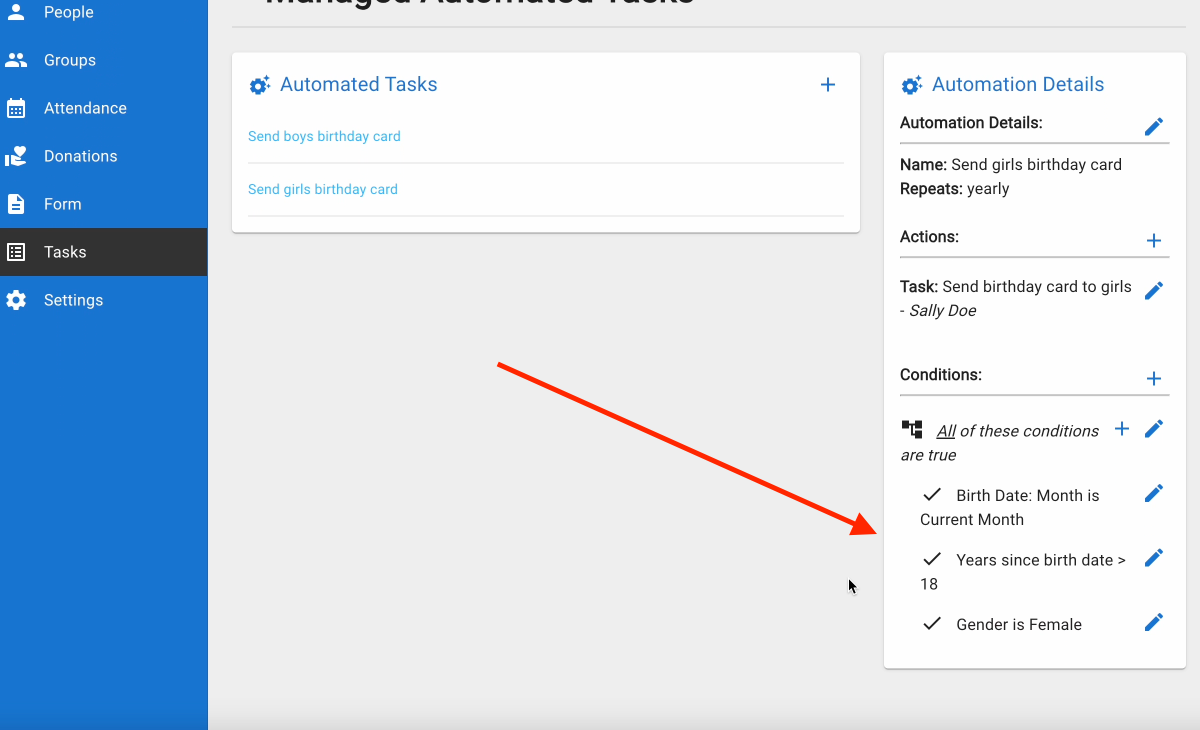 People
Groups
Attendance
Donations
Form
Tasks
Settings
Managed Automated Tasks
Automated Tasks
Send boys birthday card
Send girls birthday card
Automation Details
Automation Details:
Name: Send girls birthday card
Repeats: yearly
Actions:
Task: Send birthday card to girls
- Sally Doe
Conditions:
All of these conditions
are true
Birth Date: Month is
Current Month
Years since birth date >
18
Gender is Female